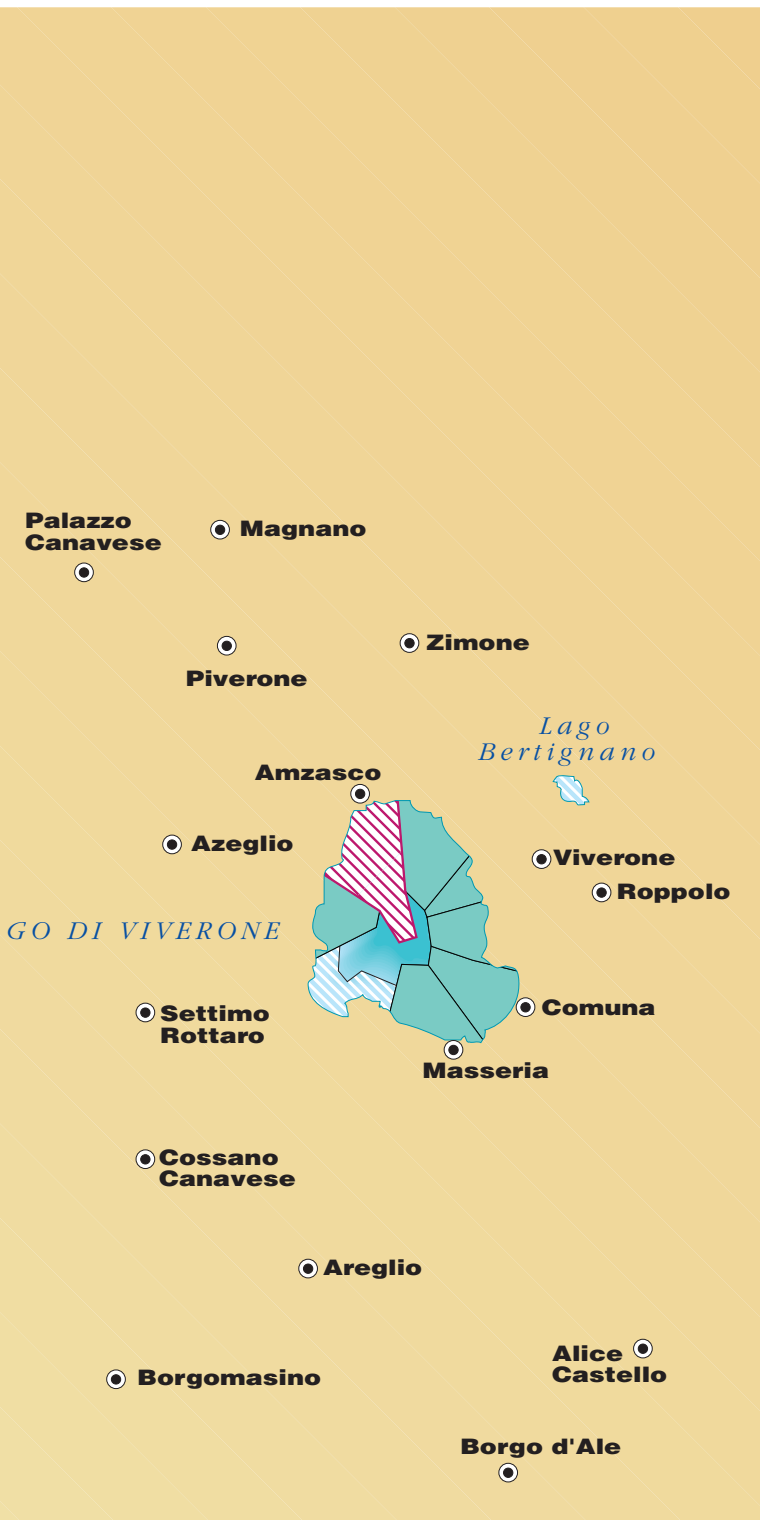 Palazzo
Canavese
Magnano
Zimone
Piverone
Lago
Bertignano
Amzasco
Azeglio
Viverone
Roppolo
GO DI VIVERONE
Settimo
Rottaro
Comuna
Masseria
Cossano
Canavese
Areglio
Alice
Castello
Borgomasino
Borgo d'Ale